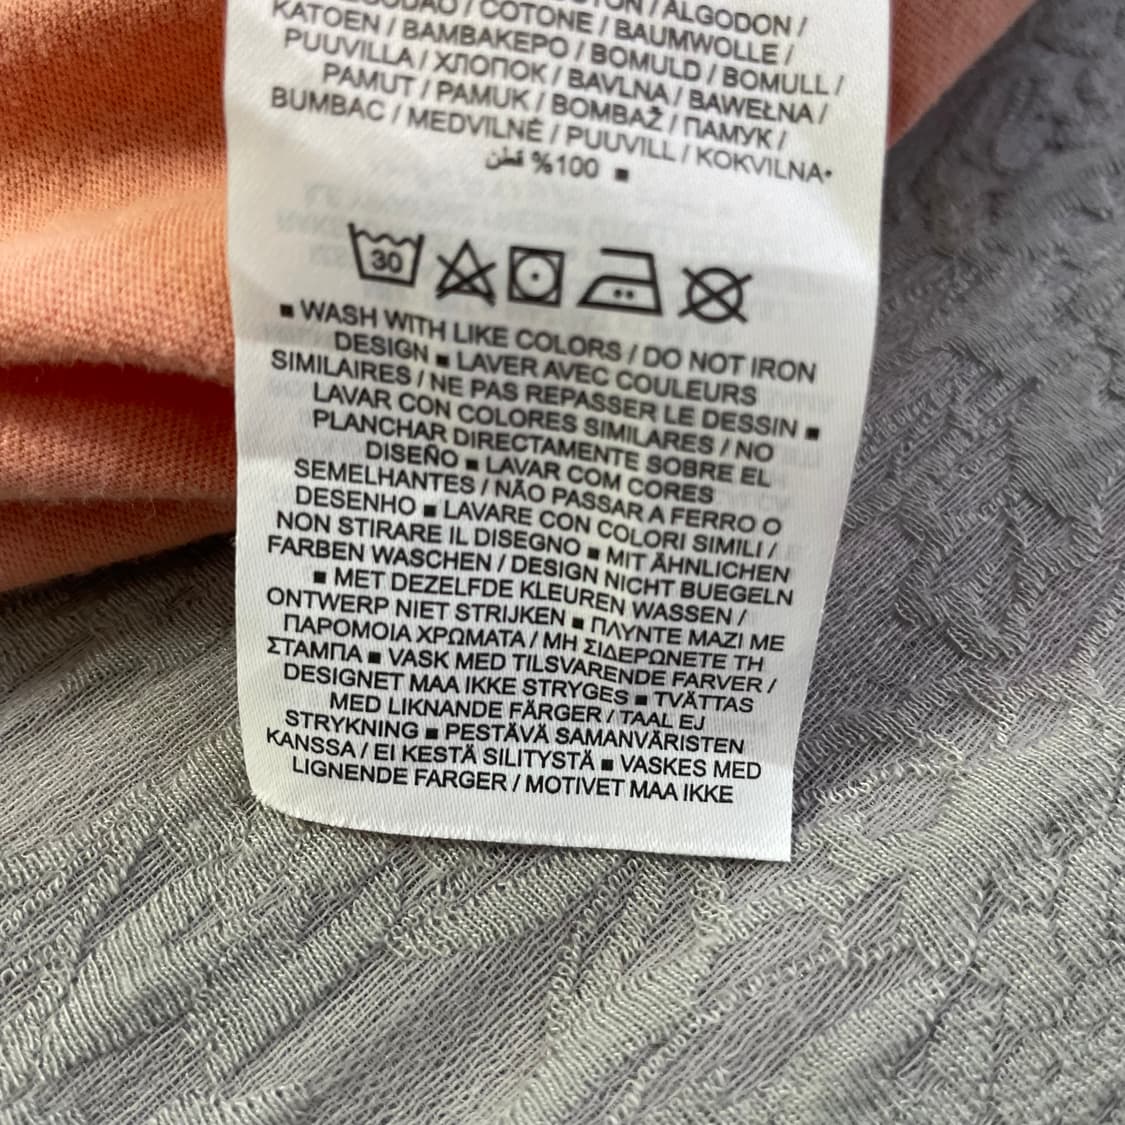 ALGODÃO / COTONE / BAUMWOLLE /
KATOEN / ΒΑΜΒΑΚΕΡΟ / BOMULD / BOMULL /
PUUVILLA / ХЛОПОК / BAVLNA / BAWEŁNA /
PAMUT / PAMUK / BOMBAŽ / ПАМУК /
BUMBAC / MEDVILNĖ / PUUVILL / KOKVILNA•
قطن %100 ■
30
■ WASH WITH LIKE COLORS / DO NOT IRON
DESIGN ■ LAVER AVEC COULEURS
SIMILAIRES / NE PAS REPASSER LE DESSIN ■
LAVAR CON COLORES SIMILARES / NO
PLANCHAR DIRECTAMENTE SOBRE EL
DISEÑO ■ LAVAR COM CORES
SEMELHANTES / NÃO PASSAR A FERRO O
DESENHO ■ LAVARE CON COLORI SIMILI /
NON STIRARE IL DISEGNO ■ MIT ÄHNLICHEN
FARBEN WASCHEN / DESIGN NICHT BUEGELN
■ MET DEZELFDE KLEUREN WASSEN /
ONTWERP NIET STRIJKEN ■ ΠΛΥΝΤΕ ΜΑΖΙ ΜΕ
ΠΑΡΟΜΟΙΑ ΧΡΩΜΑΤΑ / ΜΗ ΣΙΔΕΡΩΝΕΤΕ ΤΗ
ΣΤΑΜΠΑ ■ VASK MED TILSVARENDE FARVER /
DESIGNET MAA IKKE STRYGES ■ TVÄTTAS
MED LIKNANDE FÄRGER / TAAL EJ
STRYKNING ■ PESTÄVÄ SAMANVÄRISTEN
KANSSA / EI KESTÄ SILITYSTÄ ■ VASKES MED
LIGNENDE FARGER / MOTIVET MAA IKKE